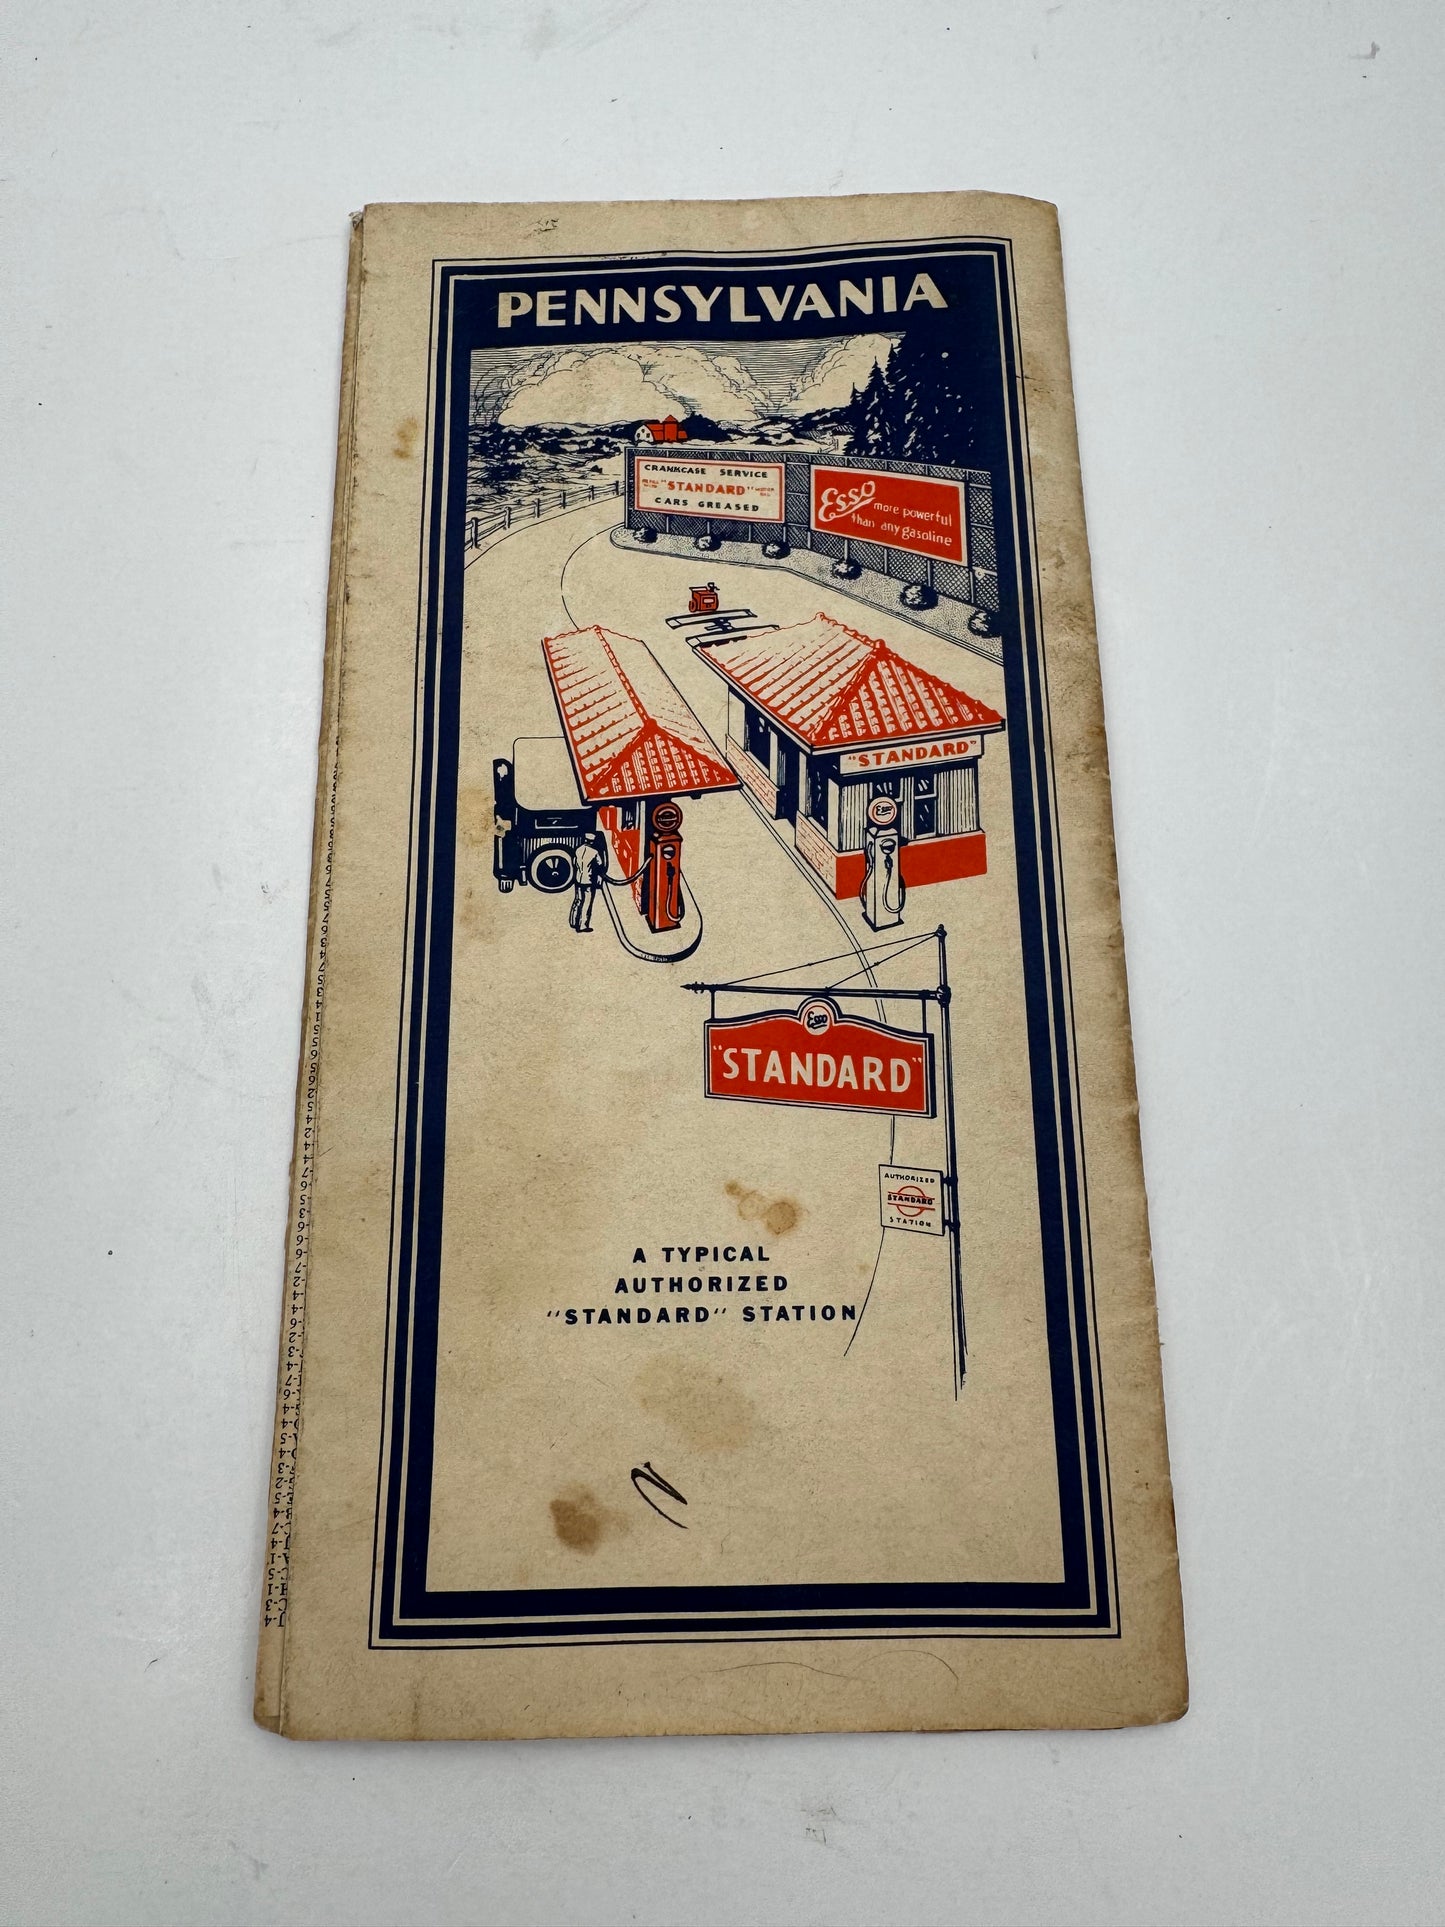 PENNSYLVANIA
CRANKCASE SERVICE
"STANDARD"
CARS GREASED
Esso
more powerful
than any gasoline
"STANDARD"
Esso
Esso
"STANDARD"
AUTHORIZED
STANDARD
STATION
A TYPICAL
AUTHORIZED
"STANDARD" STATION